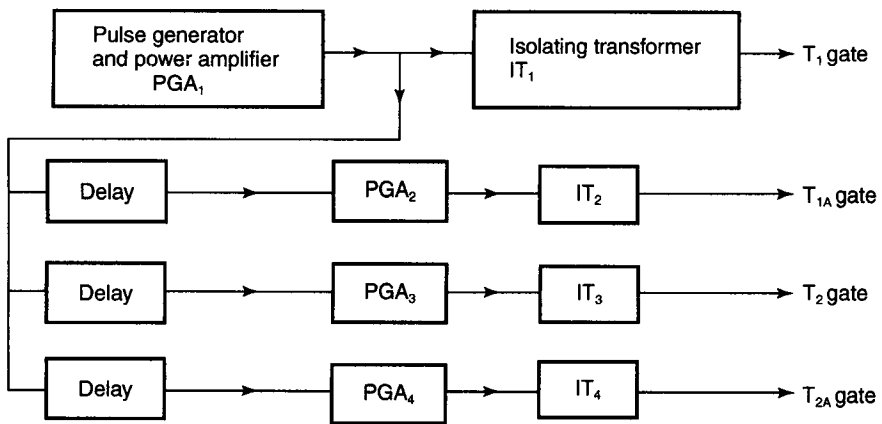 Pulse generator
and power amplifier
PGA₁
Isolating transformer
IT₁
T₁ gate
Delay
PGA₂
IT₂
T₁ₐ gate
Delay
PGA₃
IT₃
T₂ gate
Delay
PGA₄
IT₄
T₂ₐ gate